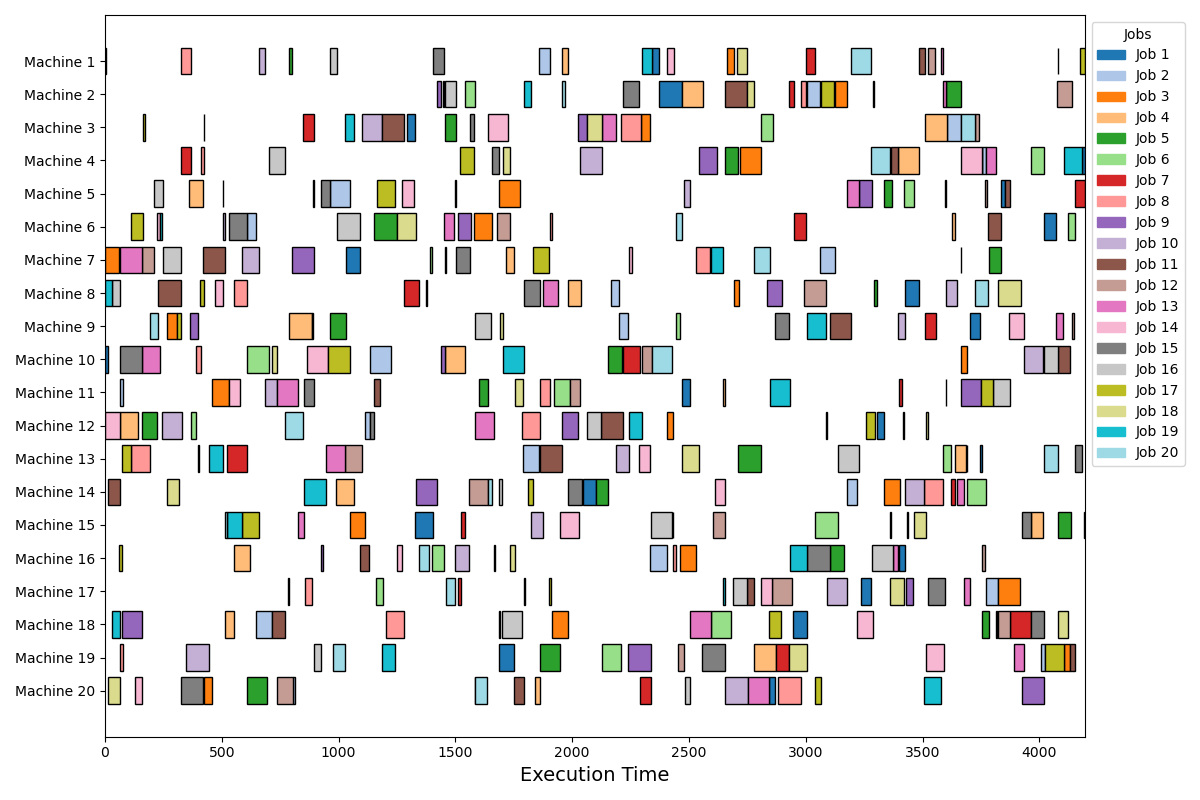 Machine 1
Machine 2
Machine 3
Machine 4
Machine 5
Machine 6
Machine 7
Machine 8
Machine 9
Machine 10
Machine 11
Machine 12
Machine 13
Machine 14
Machine 15
Machine 16
Machine 17
Machine 18
Machine 19
Machine 20
0 500 1000 1500 2000 2500 3000 3500 4000
Execution Time
Jobs
Job 1
Job 2
Job 3
Job 4
Job 5
Job 6
Job 7
Job 8
Job 9
Job 10
Job 11
Job 12
Job 13
Job 14
Job 15
Job 16
Job 17
Job 18
Job 19
Job 20